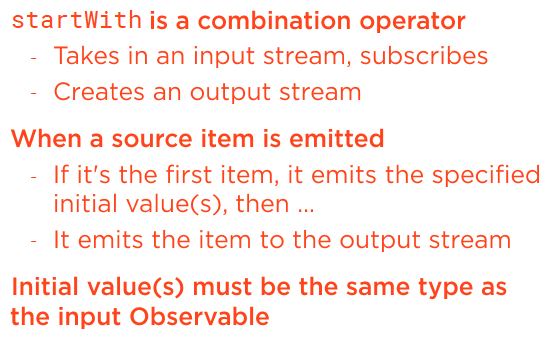 startWith is a combination operator
- Takes in an input stream, subscribes
- Creates an output stream
When a source item is emitted
- If it's the first item, it emits the specified
initial value(s), then ...
- It emits the item to the output stream
Initial value(s) must be the same type as
the input Observable